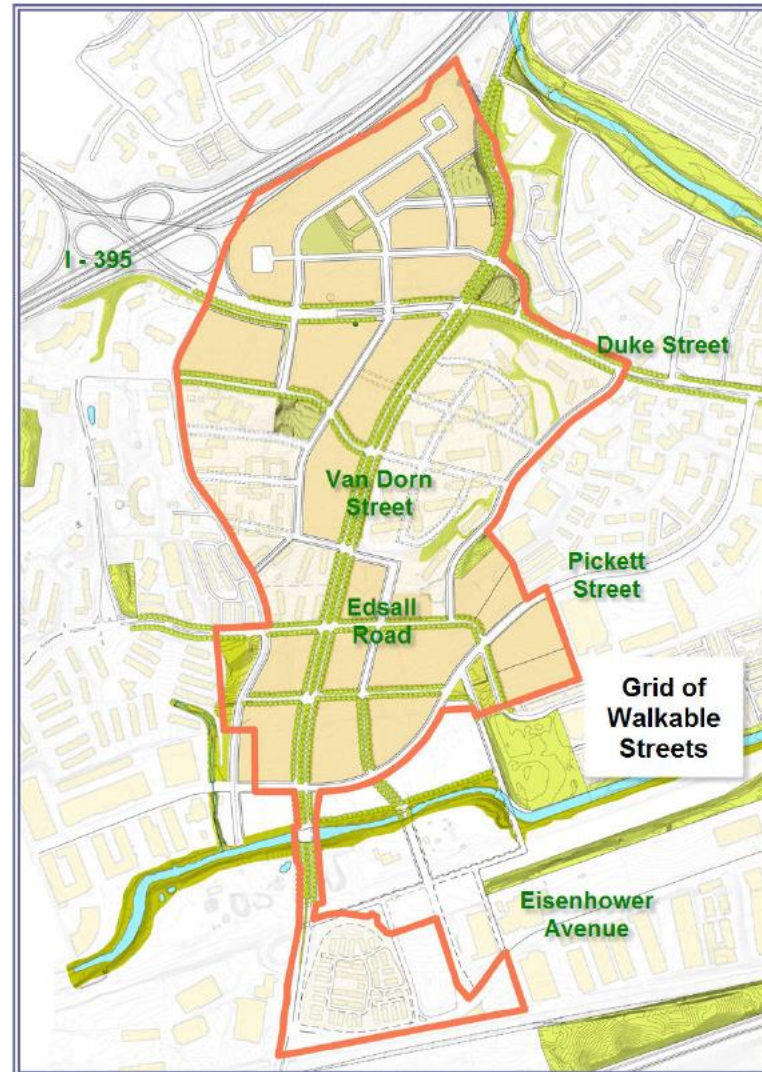 I - 395
Duke Street
Van Dorn
Street
Pickett
Street
Edsall
Road
Grid of
Walkable
Streets
Eisenhower
Avenue